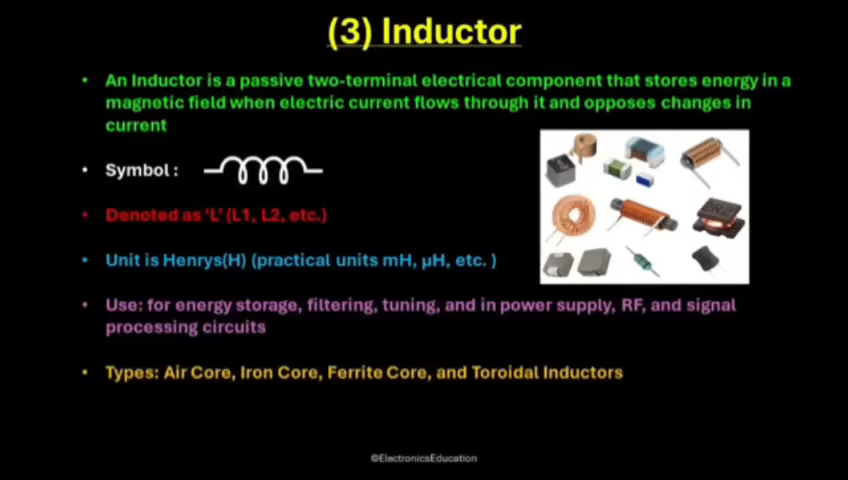 (3) Inductor
• An Inductor is a passive two-terminal electrical component that stores energy in a
magnetic field when electric current flows through it and opposes changes in
current
• Symbol :
• Denoted as ‘L’ (L1, L2, etc.)
• Unit is Henrys(H) (practical units mH, µH, etc. )
• Use: for energy storage, filtering, tuning, and in power supply, RF, and signal
processing circuits
• Types: Air Core, Iron Core, Ferrite Core, and Toroidal Inductors
©ElectronicsEducation